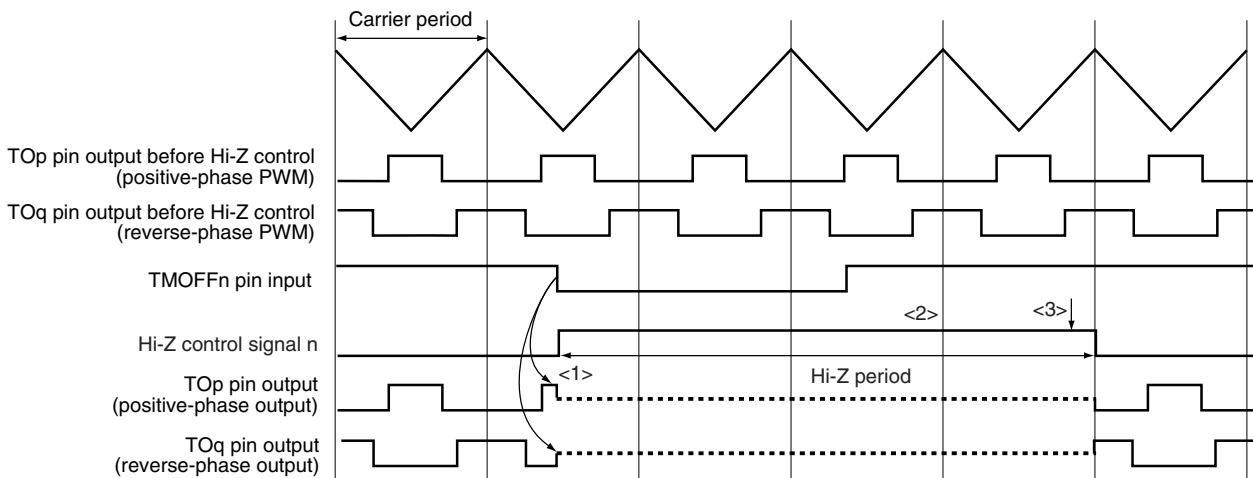 Carrier period
TOp pin output before Hi-Z control
(positive-phase PWM)
TOq pin output before Hi-Z control
(reverse-phase PWM)
TMOFFn pin input
<2>
<3>
Hi-Z control signal n
<1>
Hi-Z period
TOp pin output
(positive-phase output)
TOq pin output
(reverse-phase output)